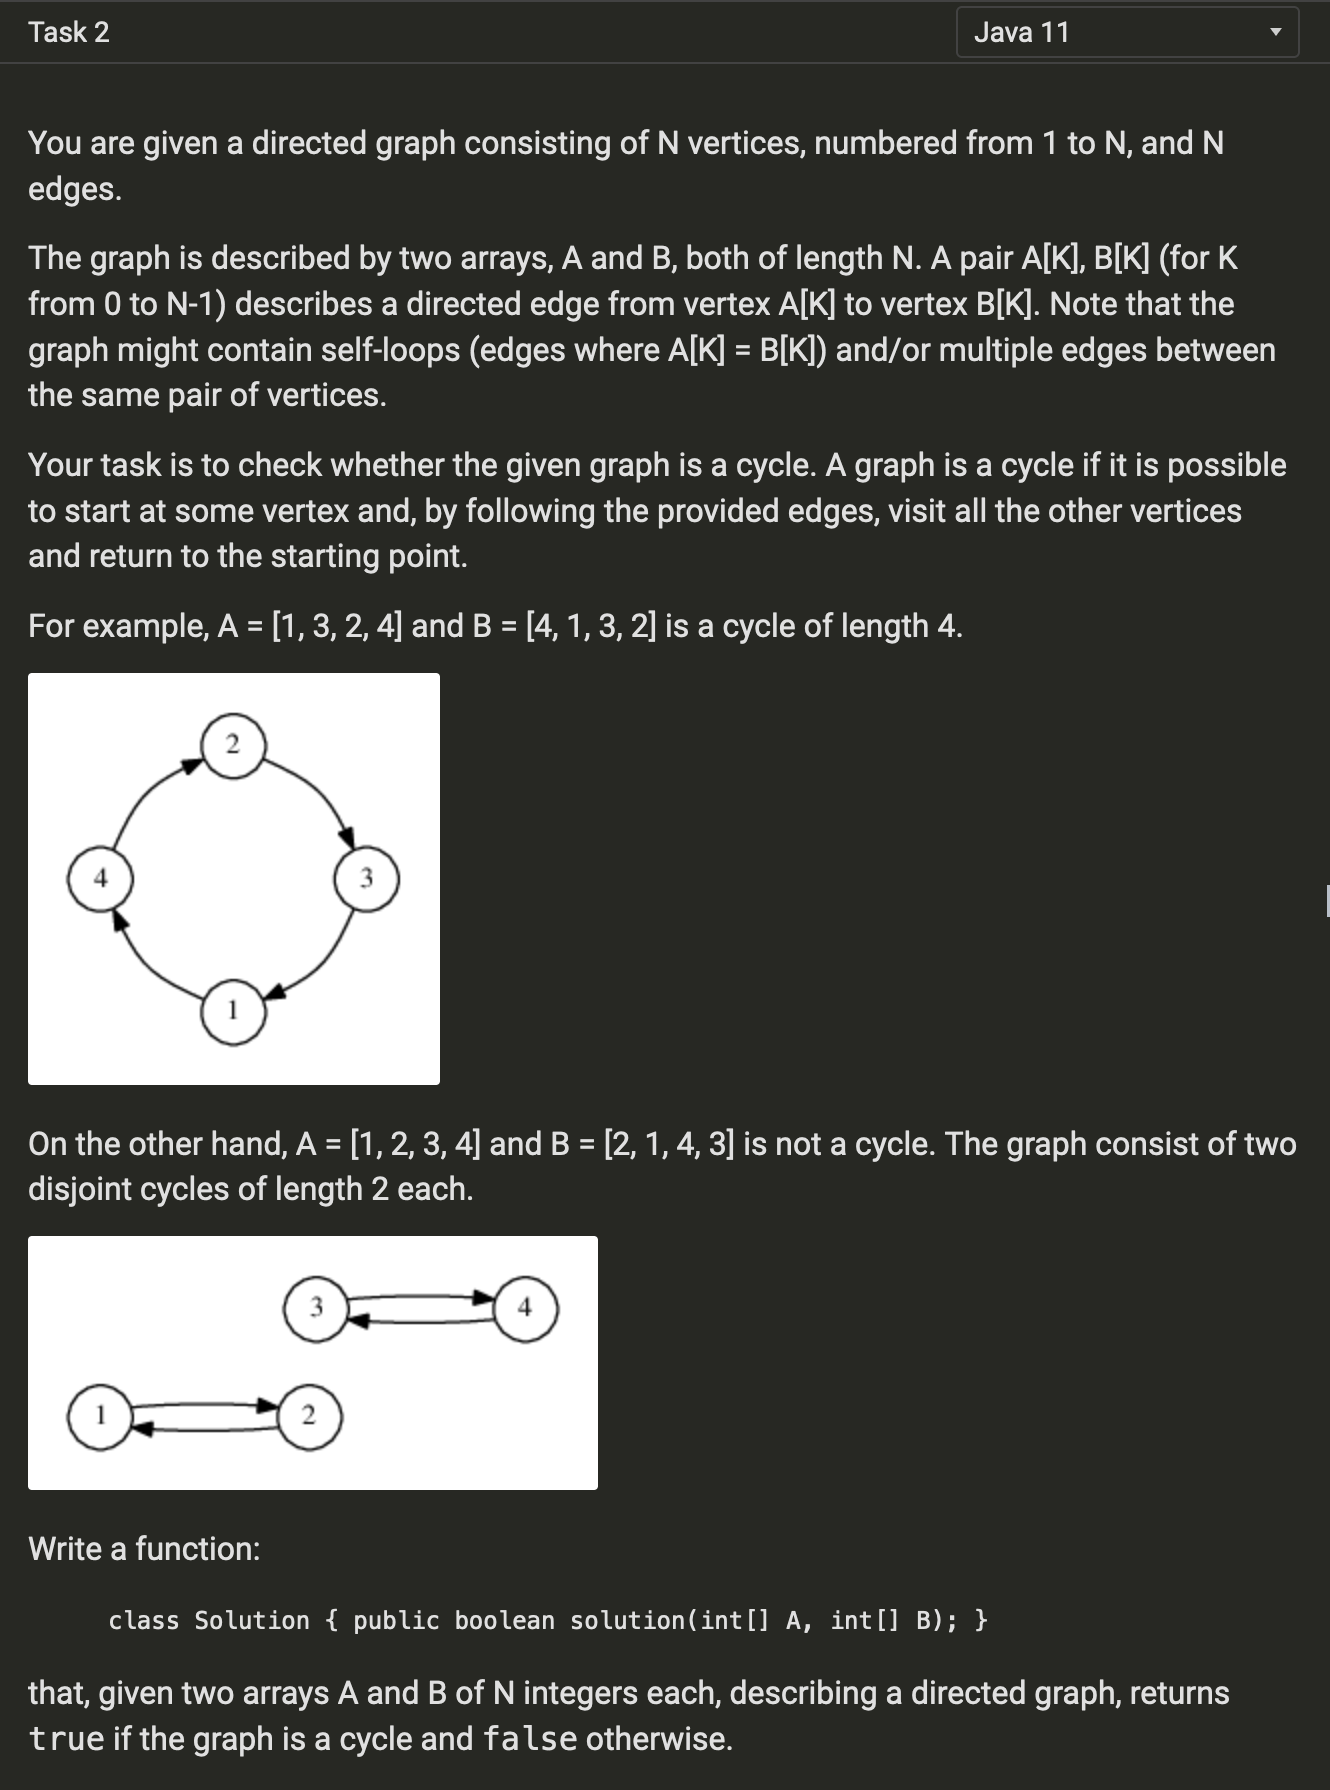 Task 2
Java 11
You are given a directed graph consisting of N vertices, numbered from 1 to N, and N
edges.
The graph is described by two arrays, A and B, both of length N. A pair A[K], B[K] (for K
from 0 to N-1) describes a directed edge from vertex A[K] to vertex B[K]. Note that the
graph might contain self-loops (edges where A[K] = B[K]) and/or multiple edges between
the same pair of vertices.
Your task is to check whether the given graph is a cycle. A graph is a cycle if it is possible
to start at some vertex and, by following the provided edges, visit all the other vertices
and return to the starting point.
For example, A = [1, 3, 2, 4] and B = [4, 1, 3, 2] is a cycle of length 4.
2
4
3
1
On the other hand, A = [1, 2, 3, 4] and B = [2, 1, 4, 3] is not a cycle. The graph consist of two
disjoint cycles of length 2 each.
3
4
1
2
Write a function:
class Solution { public boolean solution(int[] A, int[] B); }
that, given two arrays A and B of N integers each, describing a directed graph, returns
true if the graph is a cycle and false otherwise.